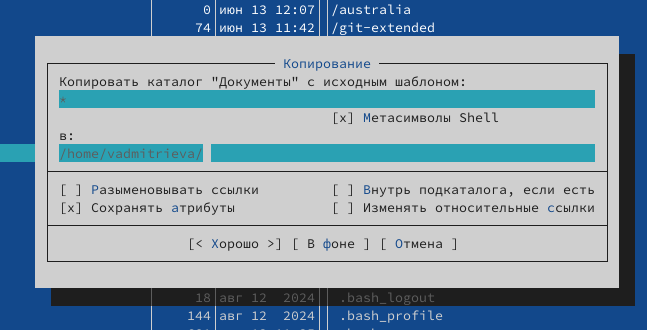 0 июн 13 12:07 /australia
74 июн 13 11:42 /git-extended
Копирование
Копировать каталог "Документы" с исходным шаблоном:
*
[x] Метасимволы Shell
в:
/home/vadmitrieva/
[ ] Разыменовывать ссылки [ ] Внутрь подкаталога, если есть
[x] Сохранять атрибуты [ ] Изменять относительные ссылки
[< Хорошо >] [ В фоне ] [ Отмена ]
18 авг 12 2024 .bash_logout
144 авг 12 2024 .bash_profile